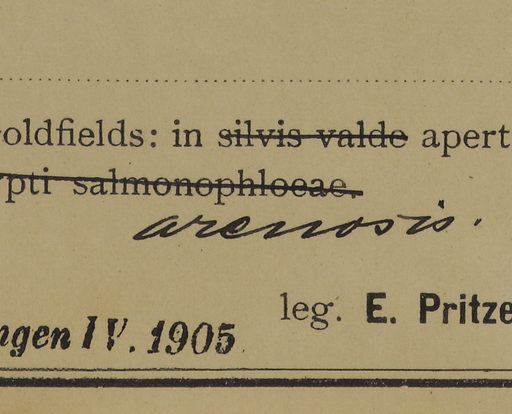 oldfields: in silvis valde apert
pti salmonophloeae.
arenosis.
leg. E. Pritze
ngen IV. 1905